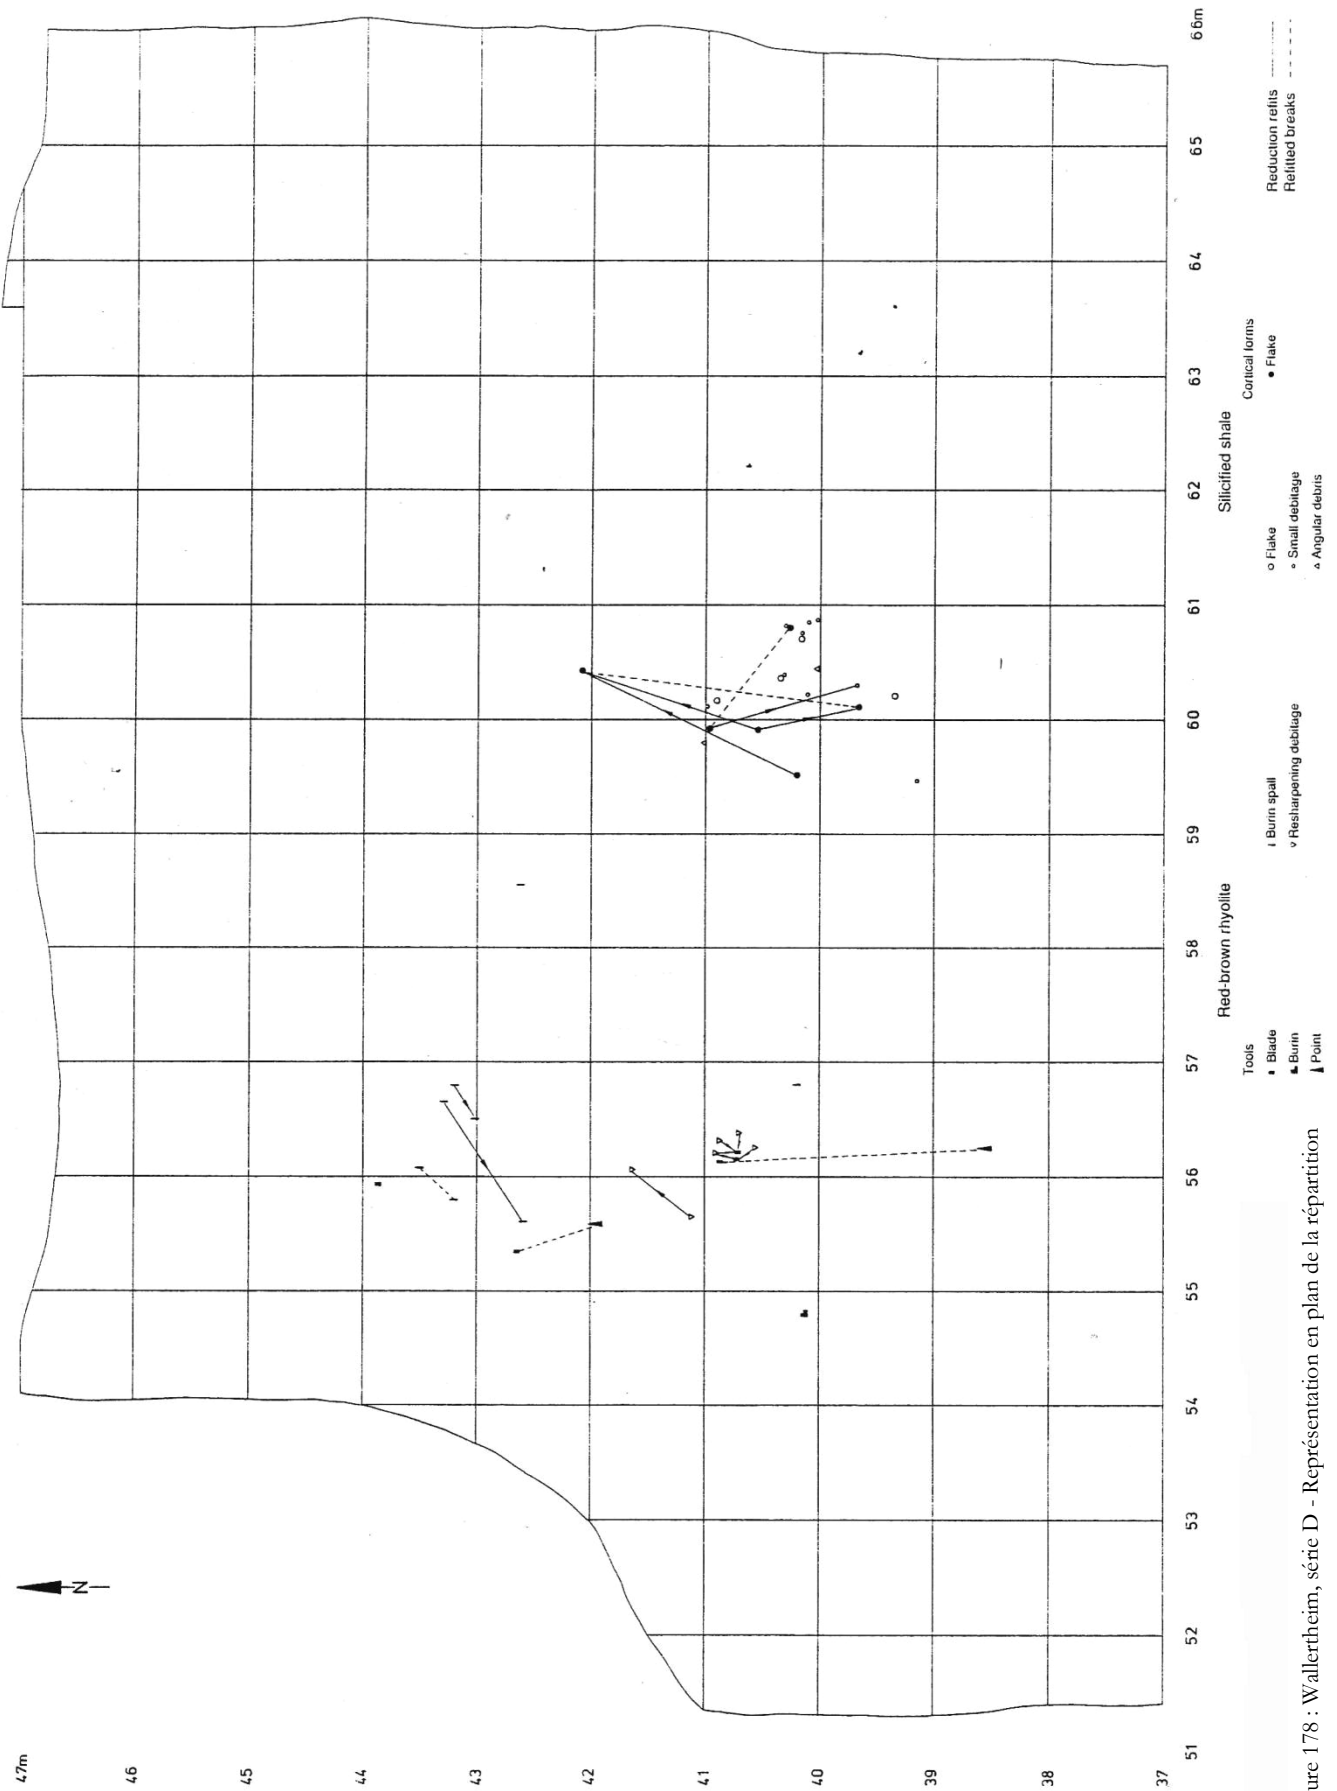 47m
46
45
44
43
42
41
40
39
38
37
51
52
53
54
55
56
57
58
59
60
61
62
63
64
65
66m
N
Red-brown rhyolite
Tools
Blade
Burin
Point
Burin spall
Resharpening debitage
Silicified shale
Flake
Small debitage
Angular debris
Cortical forms
Flake
Reduction refits
Refitted breaks
ure 178 : Wallertheim, série D - Représentation en plan de la répartition